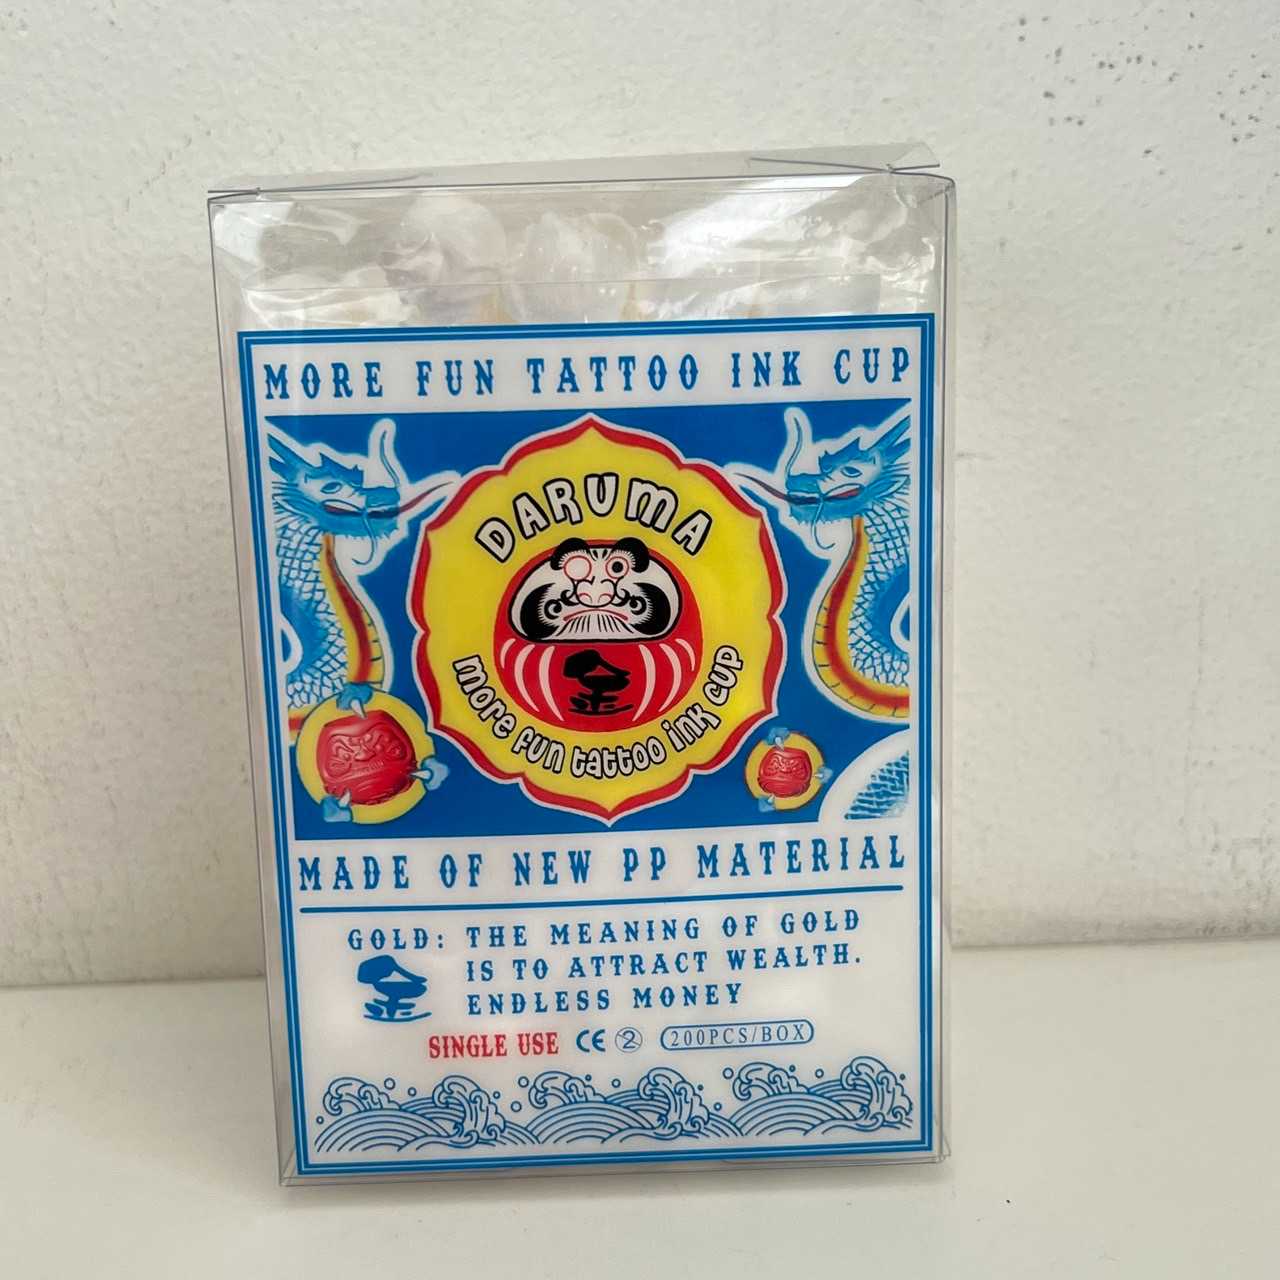 MORE FUN TATTOO INK CUP
DARUMA
金
more fun tattoo ink cup
MADE OF NEW PP MATERIAL
GOLD: THE MEANING OF GOLD
IS TO ATTRACT WEALTH.
金
ENDLESS MONEY
SINGLE USE CE 2 200PCS/BOX